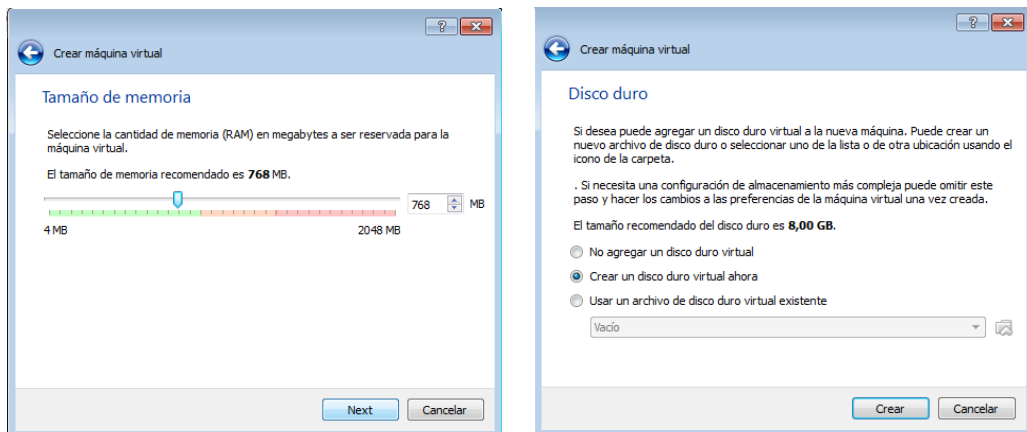 Crear máquina virtual
Tamaño de memoria
Seleccione la cantidad de memoria (RAM) en megabytes a ser reservada para la
máquina virtual.
El tamaño de memoria recomendado es 768 MB.
768 MB
4 MB 2048 MB
Next Cancelar
Crear máquina virtual
Disco duro
Si desea puede agregar un disco duro virtual a la nueva máquina. Puede crear un
nuevo archivo de disco duro o seleccionar uno de la lista o de otra ubicación usando el
icono de la carpeta.
. Si necesita una configuración de almacenamiento más compleja puede omitir este
paso y hacer los cambios a las preferencias de la máquina virtual una vez creada.
El tamaño recomendado del disco duro es 8,00 GB.
No agregar un disco duro virtual
Crear un disco duro virtual ahora
Usar un archivo de disco duro virtual existente
Vacío
Crear Cancelar